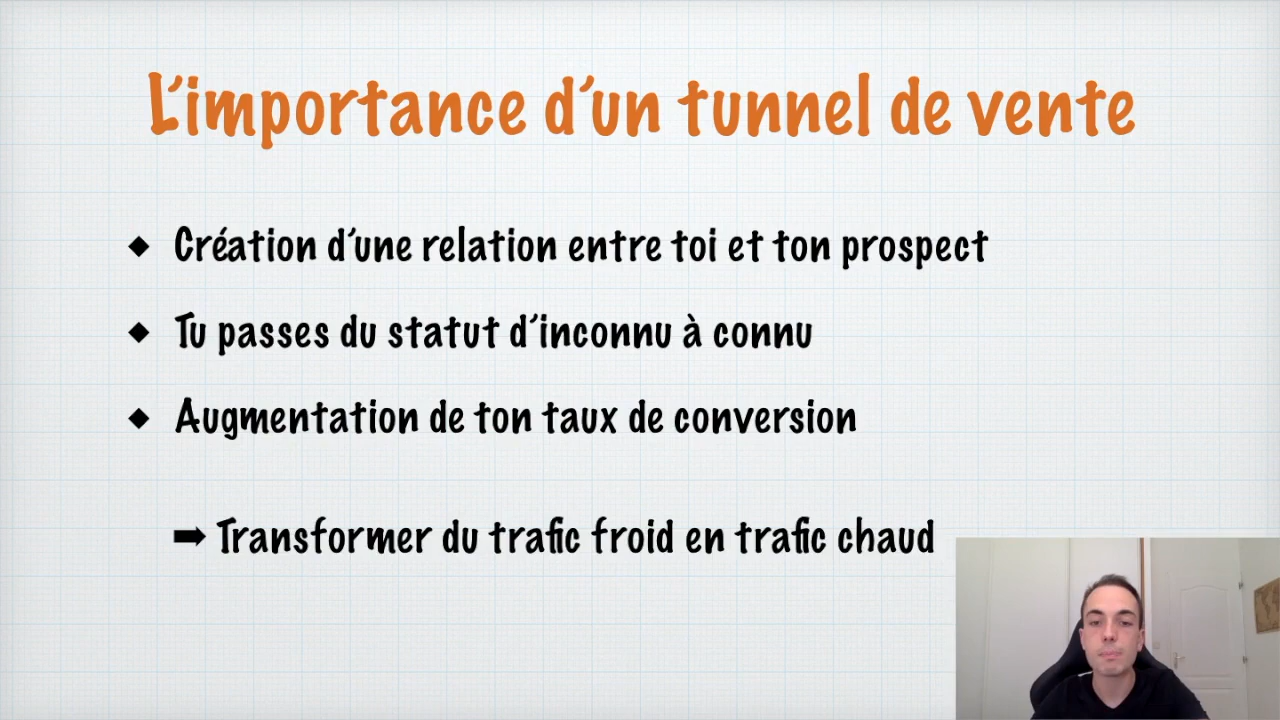 L'importance d'un tunnel de vente
◆ Création d'une relation entre toi et ton prospect
◆ Tu passes du statut d'inconnu à connu
◆ Augmentation de ton taux de conversion
➡ Transformer du trafic froid en trafic chaud